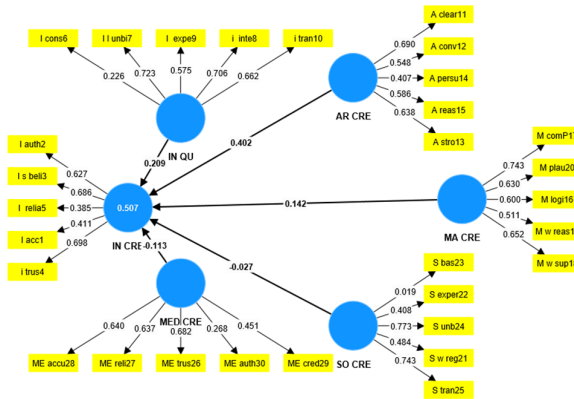 I cons6
I I unbi7
I expe9
i inte8
i tran10
A clear11
0.226
0.723
0.575
0.706
0.662
0.690
A conv12
0.548
0.407
A persu14
0.586
0.638
A reas15
AR CRE
A stro13
IN QU
0.402
0.209
I auth2
0.627
I s beli3
0.686
I relia5
0.385
0.507
0.411
I acc1
IN CRE
0.698
i trus4
-0.113
0.142
M comP17
0.743
M plau20
0.630
0.600
M logi16
0.511
M w reas1
0.652
MA CRE
M w sup1
-0.027
S bas23
0.019
S exper22
0.408
0.773
S unb24
0.484
S w reg21
0.743
SO CRE
S tran25
MED CRE
0.640
0.637
0.682
0.268
0.451
ME accu28
ME reli27
ME trus26
ME auth30
ME cred29